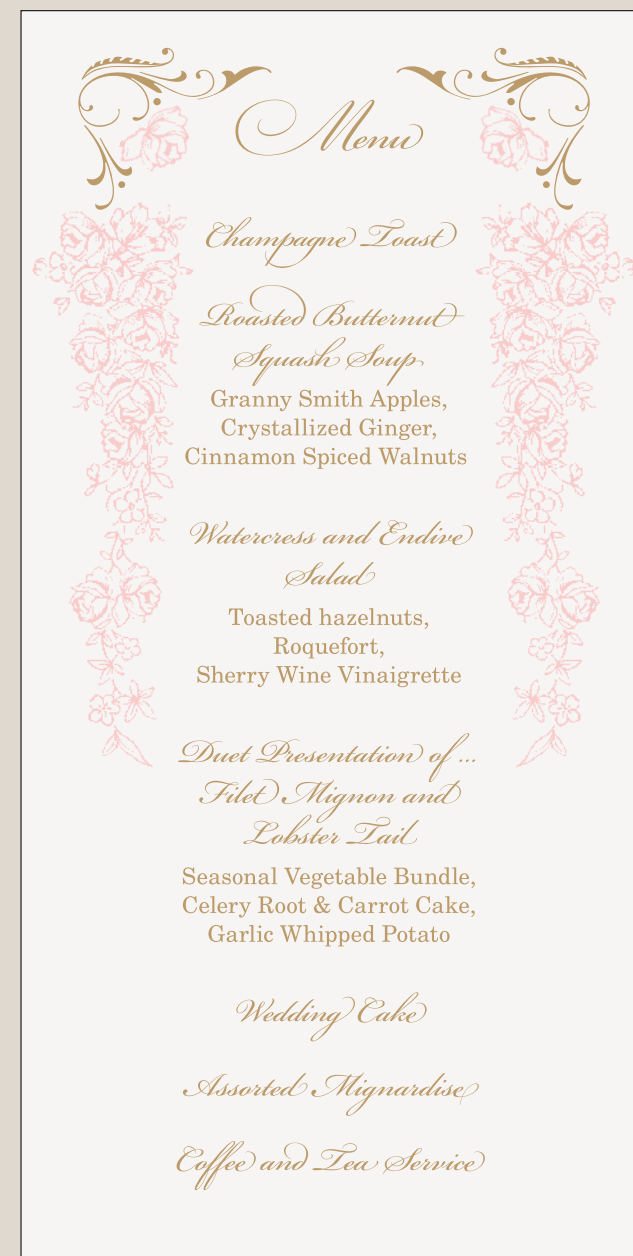 Menu
Champagne Toast
Roasted Butternut
Squash Soup
Granny Smith Apples,
Crystallized Ginger,
Cinnamon Spiced Walnuts
Watercress and Endive
Salad
Toasted hazelnuts,
Roquefort,
Sherry Wine Vinaigrette
Duet Presentation of ...
Filet Mignon and
Lobster Tail
Seasonal Vegetable Bundle,
Celery Root & Carrot Cake,
Garlic Whipped Potato
Wedding Cake
Assorted Mignardise
Coffee and Tea Service